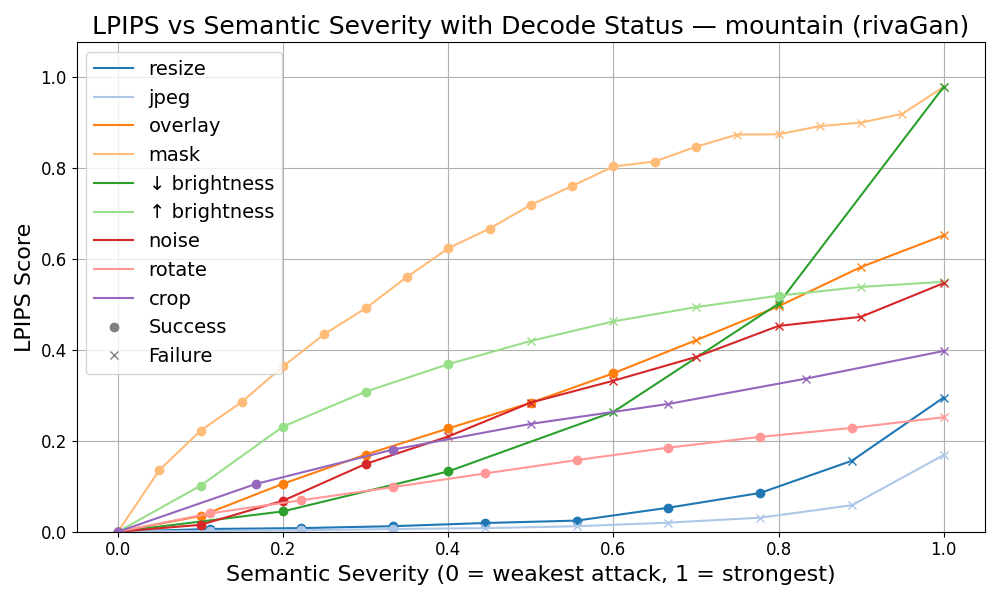 LPIPS vs Semantic Severity with Decode Status — mountain (rivaGan)
LPIPS Score
1.0
0.8
0.6
0.4
0.2
0.0
resize
jpeg
overlay
mask
↓ brightness
↑ brightness
noise
rotate
crop
Success
Failure
0.0 0.2 0.4 0.6 0.8 1.0
Semantic Severity (0 = weakest attack, 1 = strongest)